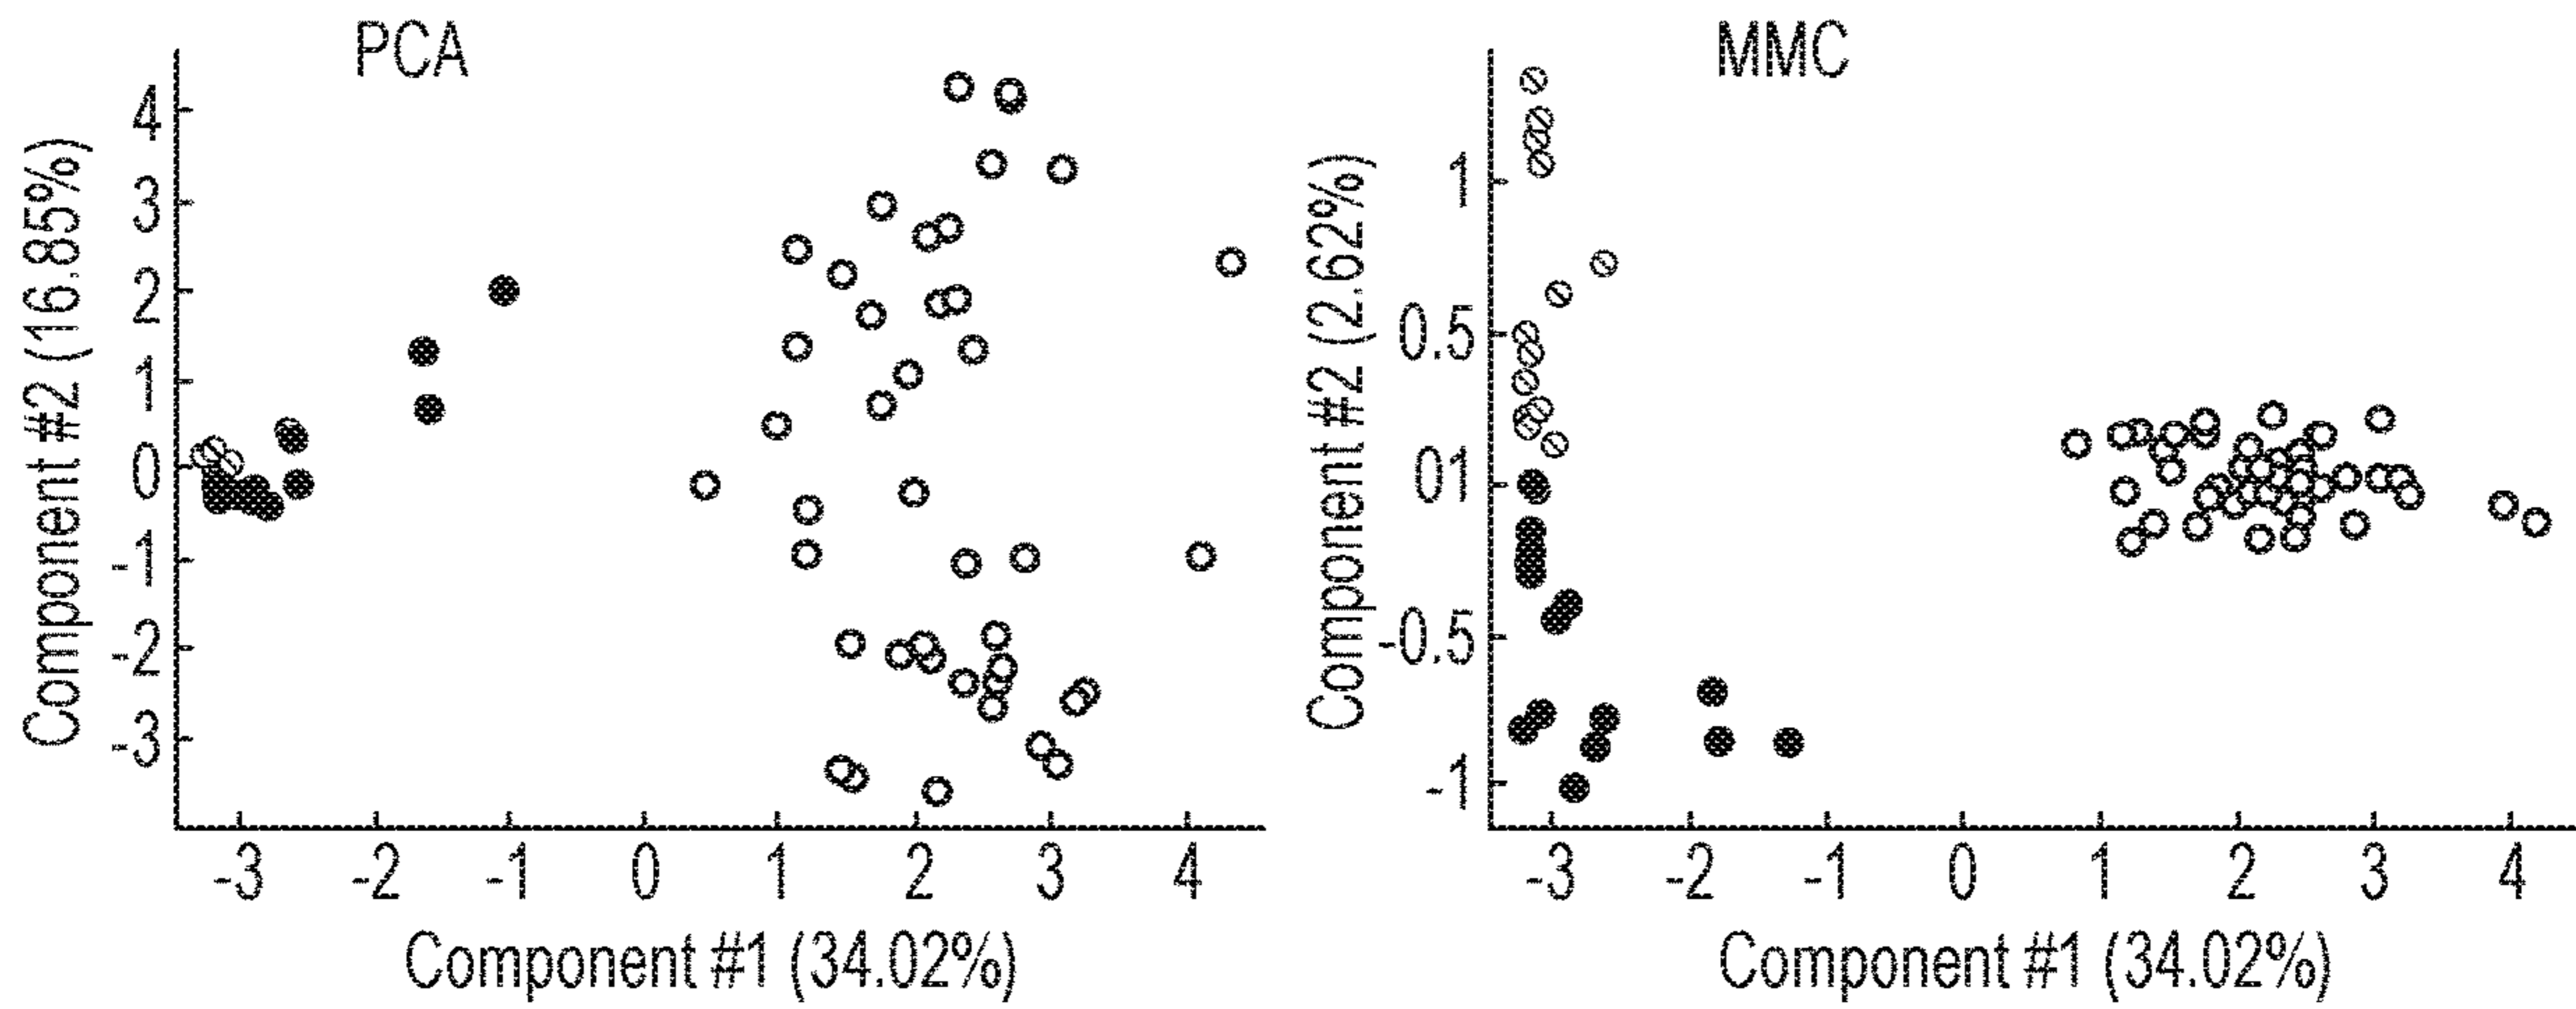 PCA
Component #2 (16.85%)
4
3
2
1
0
-1
-2
-3
-3 -2 -1 0 1 2 3 4
Component #1 (34.02%)
MMC
Component #2 (2.62%)
1
0.5
01
-0.5
-1
-3 -2 -1 0 1 2 3 4
Component #1 (34.02%)